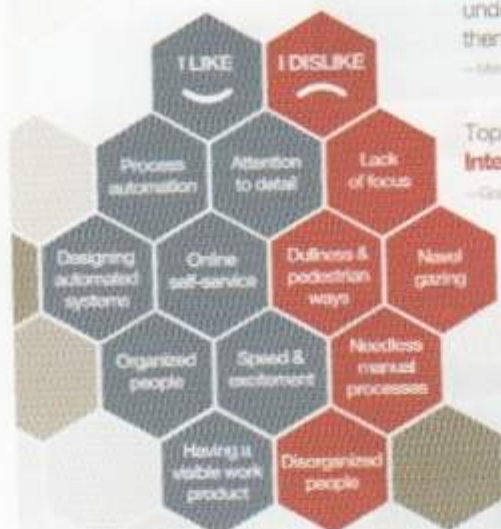 I LIKE
I DISLIKE
Process
automation
Attention
to detail
Lack
of focus
Designing
automated
systems
Online
self-service
Dullness &
pedestrian
ways
Navel
gazing
Organized
people
Speed &
excitement
Needless
manual
processes
Having a
visible work
product
Disorganized
people
Top